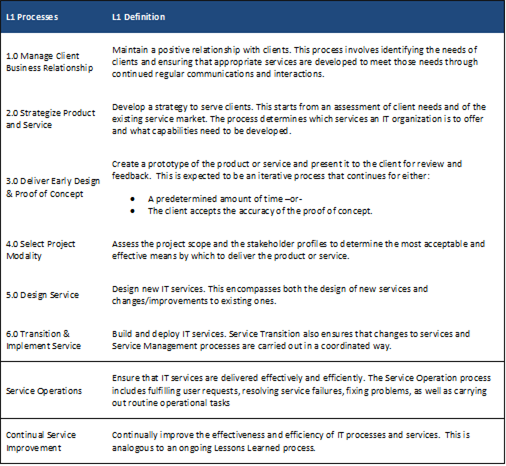 L1 Processes L1 Definition
1.0 Manage Client
Business Relationship
Maintain a positive relationship with clients. This process involves identifying the needs of
clients and ensuring that appropriate services are developed to meet those needs through
continued regular communications and interactions.
2.0 Strategize Product
and Service
Develop a strategy to serve clients. This starts from an assessment of client needs and of the
existing service market. The process determines which services an IT organization is to offer
and what capabilities need to be developed.
3.0 Deliver Early Design
& Proof of Concept
Create a prototype of the product or service and present it to the client for review and
feedback. This is expected to be an iterative process that continues for either:
• A predetermined amount of time –or-
• The client accepts the accuracy of the proof of concept.
4.0 Select Project
Modality
Assess the project scope and the stakeholder profiles to determine the most acceptable and
effective means by which to deliver the product or service.
5.0 Design Service
Design new IT services. This encompasses both the design of new services and
changes/improvements to existing ones.
6.0 Transition &
Implement Service
Build and deploy IT services. Service Transition also ensures that changes to services and
Service Management processes are carried out in a coordinated way.
Service Operations
Ensure that IT services are delivered effectively and efficiently. The Service Operation process
includes fulfilling user requests, resolving service failures, fixing problems, as well as carrying
out routine operational tasks
Continual Service
Improvement
Continually improve the effectiveness and efficiency of IT processes and services. This is
analogous to an ongoing Lessons Learned process.